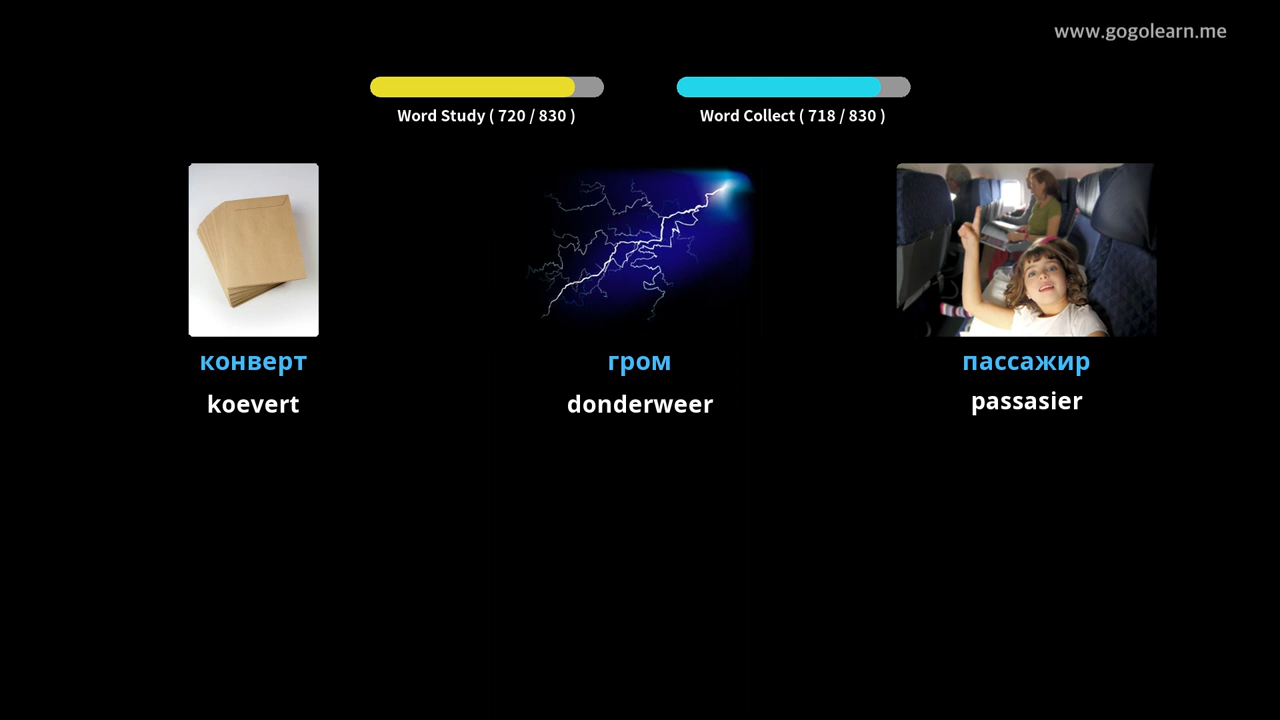 www.gogolearn.me
Word Study ( 720 / 830 )
Word Collect ( 718 / 830 )
конверт
koevert
гром
donderweer
пассажир
passasier